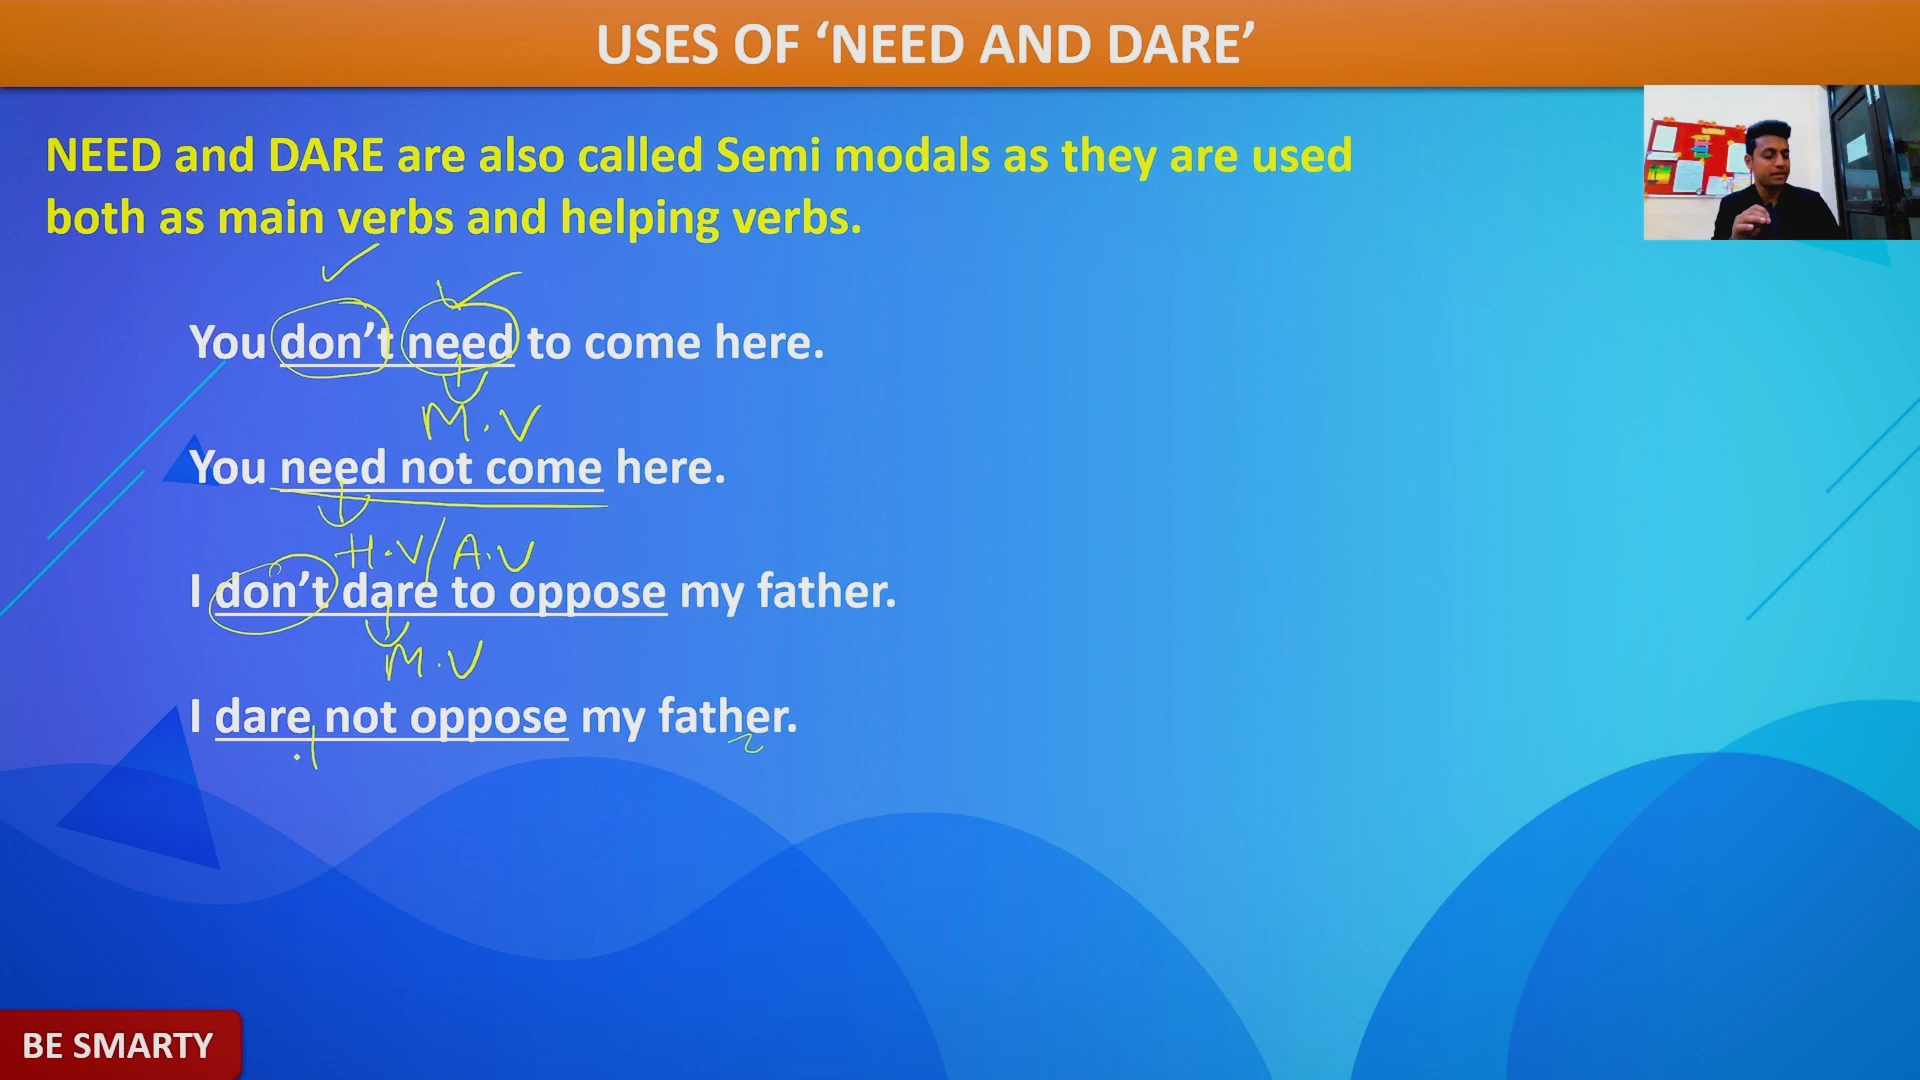 USES OF ‘NEED AND DARE’
NEED and DARE are also called Semi modals as they are used
both as main verbs and helping verbs.
You don’t need to come here.
M.V
You need not come here.
H.V/A.V
I don’t dare to oppose my father.
M.V
I dare not oppose my father.
BE SMARTY